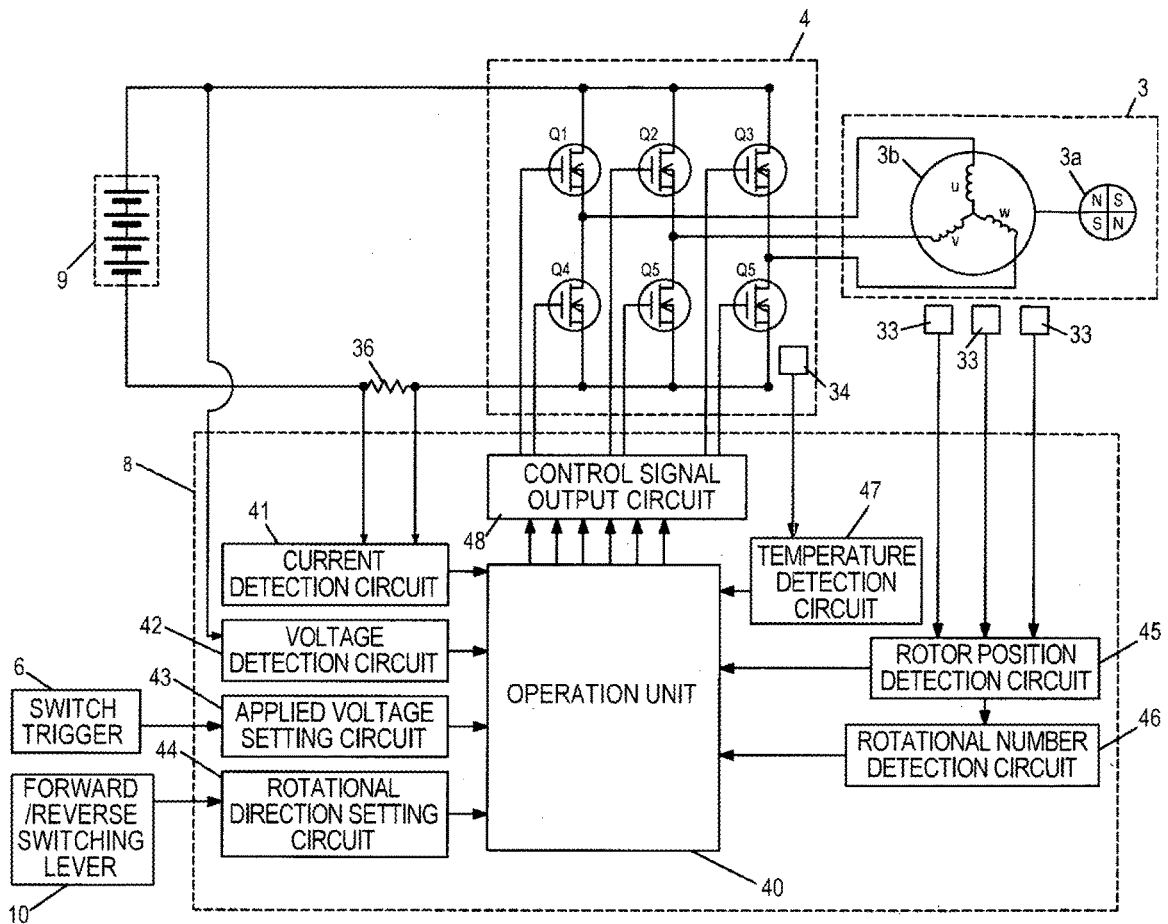 4
3
Q1
Q2
Q3
3b
3a
u
N
S
w
S
N
v
9
Q4
Q5
Q5
33
33
33
36
34
8
CONTROL SIGNAL
OUTPUT CIRCUIT
48
41
CURRENT
DETECTION CIRCUIT
47
TEMPERATURE
DETECTION
CIRCUIT
42
VOLTAGE
DETECTION CIRCUIT
OPERATION UNIT
45
ROTOR POSITION
DETECTION CIRCUIT
6
SWITCH
TRIGGER
43
APPLIED VOLTAGE
SETTING CIRCUIT
46
ROTATIONAL NUMBER
DETECTION CIRCUIT
44
ROTATIONAL
DIRECTION SETTING
CIRCUIT
FORWARD
/REVERSE
SWITCHING
LEVER
10
40